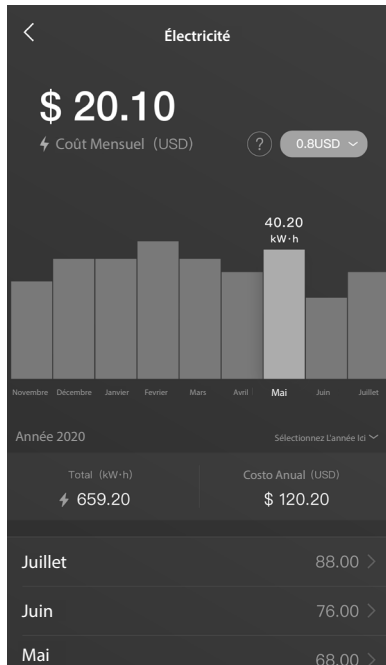 Électricité
$ 20.10
Coût Mensuel (USD)
?
0.8USD
40.20
kW·h
Novembre Décembre Janvier Fevrier Mars Avril Mai Juin Juillet
Année 2020
Sélectionnez L'année Ici
Total (kW·h)
Costo Anual (USD)
659.20
$ 120.20
Juillet 88.00
Juin 76.00
Mai 68.00